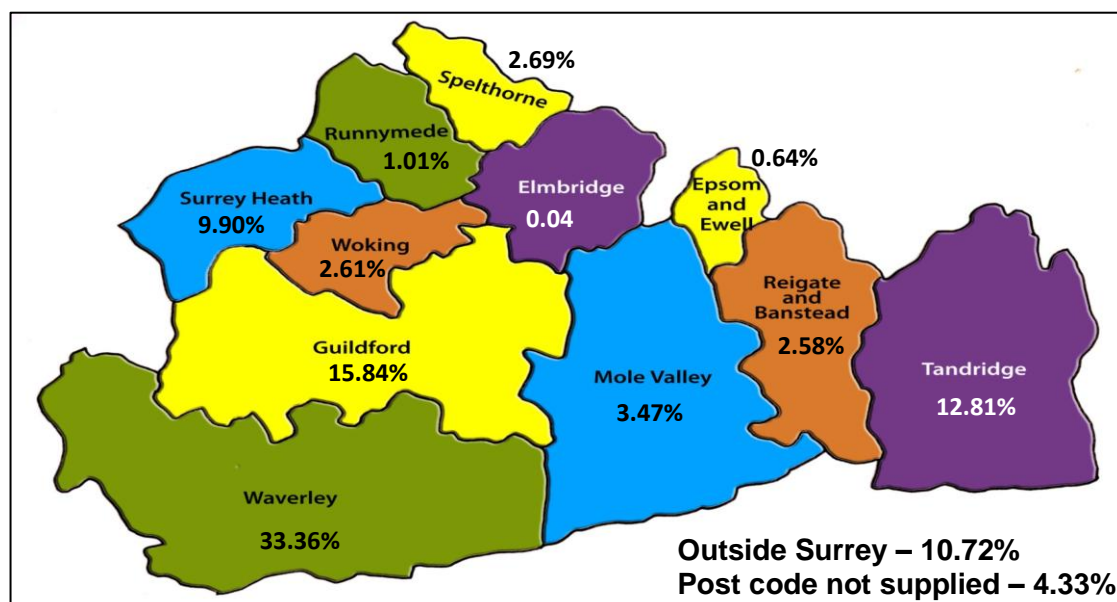 2.69%
Spelthorne
Runnymede
1.01%
Surrey Heath
9.90%
Elmbridge
0.04
0.64%
Epsom
and
Ewell
Woking
2.61%
Reigate
and
Banstead
2.58%
Guildford
15.84%
Mole Valley
3.47%
Tandridge
12.81%
Waverley
33.36%
Outside Surrey – 10.72%
Post code not supplied – 4.33%